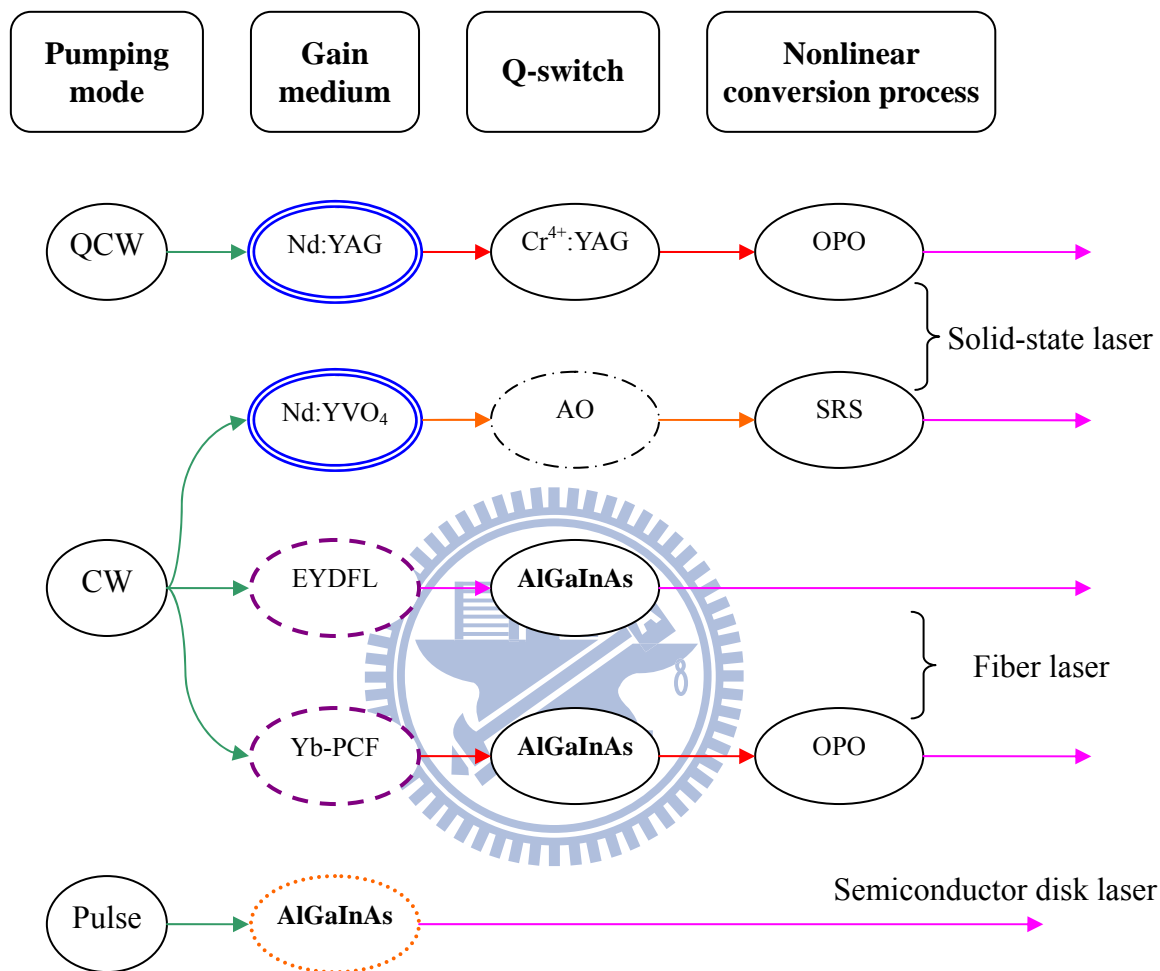 Pumping
mode
Gain
medium
Q-switch
Nonlinear
conversion process
QCW
Nd:YAG
Cr⁴⁺:YAG
OPO
Solid-state laser
Nd:YVO₄
AO
SRS
CW
EYDFL
AlGaInAs
Fiber laser
Yb-PCF
AlGaInAs
OPO
Semiconductor disk laser
Pulse
AlGaInAs